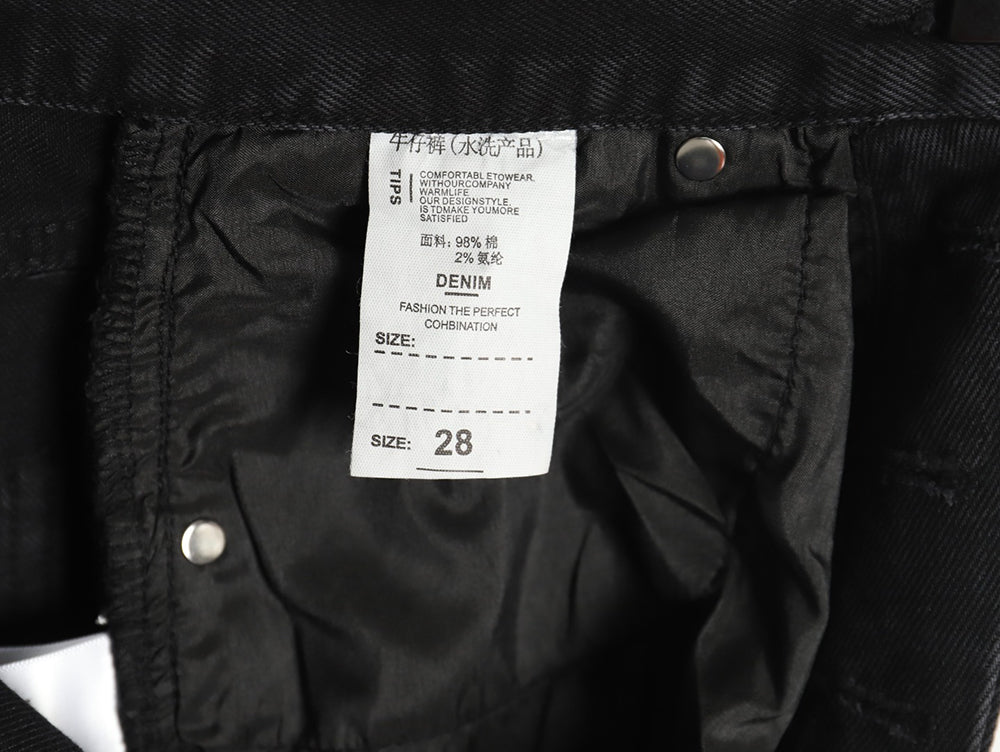 牛仔裤(水洗产品)
TIPS
COMFORTABL ETOWEAR.
WITHOURCOMPANY
WARMLIFE
OUR DESIGNSTYLE.
IS TDMAKE YOUMORE
SATISFIED
面料: 98% 棉
2% 氨纶
DENIM
FASHION THE PERFECT
COHBINATION
SIZE:
SIZE: 28